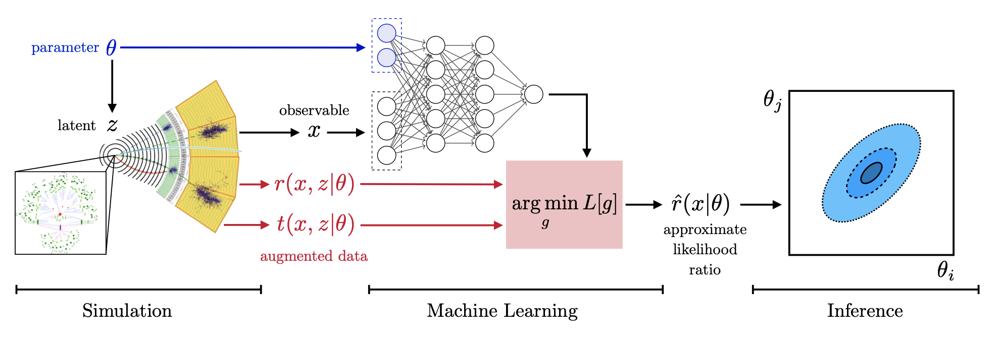 parameter θ
latent z
observable
x
r(x, z|θ)
t(x, z|θ)
augmented data
arg min L[g]
g
r̂(x|θ)
approximate
likelihood
ratio
θj
θi
Simulation
Machine Learning
Inference